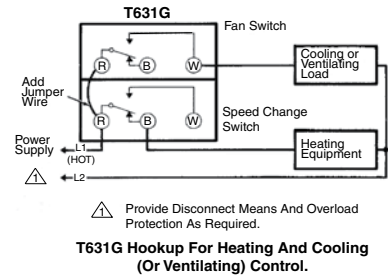 T631G
Fan Switch
R B W
Cooling or
Ventilating
Load
Add
Jumper
Wire
Speed Change
Switch
R B W
Power
Supply
L1
(HOT)
Heating
Equipment
1
L2
1 Provide Disconnect Means And Overload
Protection As Required.
T631G Hookup For Heating And Cooling
(Or Ventilating) Control.